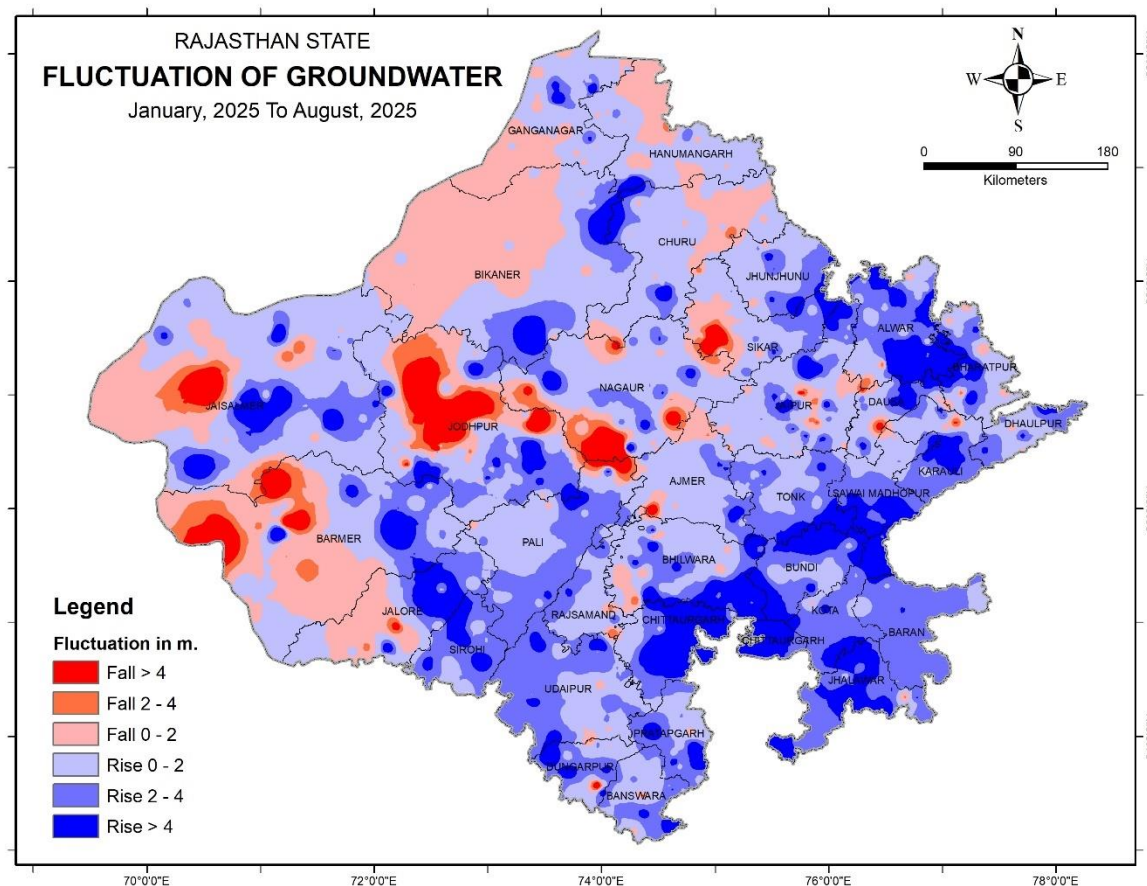 RAJASTHAN STATE
FLUCTUATION OF GROUNDWATER
January, 2025 To August, 2025
N
W E
S
0 90 180
Kilometers
GANGANAGAR
HANUMANGARH
CHURU
BIKANER
JHUNJHUNU
ALWAR
SIKAR
BHARATPUR
NAGAUR
JAISALMER
JAIPUR
DAUSA
DHAULPUR
JODHPUR
KARAULI
AJMER
TONK
SAWAI MADHOPUR
BARMER
PALI
BHILWARA
BUNDI
JALORE
RAJSAMAND
CHITTAURGARH
KOTA
BARAN
CHITTAURGARH
SIROHI
JHALAWAR
UDAIPUR
PRATAPGARH
DUNGARPUR
BANSWARA
Legend
Fluctuation in m.
Fall > 4
Fall 2 - 4
Fall 0 - 2
Rise 0 - 2
Rise 2 - 4
Rise > 4
70°0'0"E 72°0'0"E 74°0'0"E 76°0'0"E 78°0'0"E